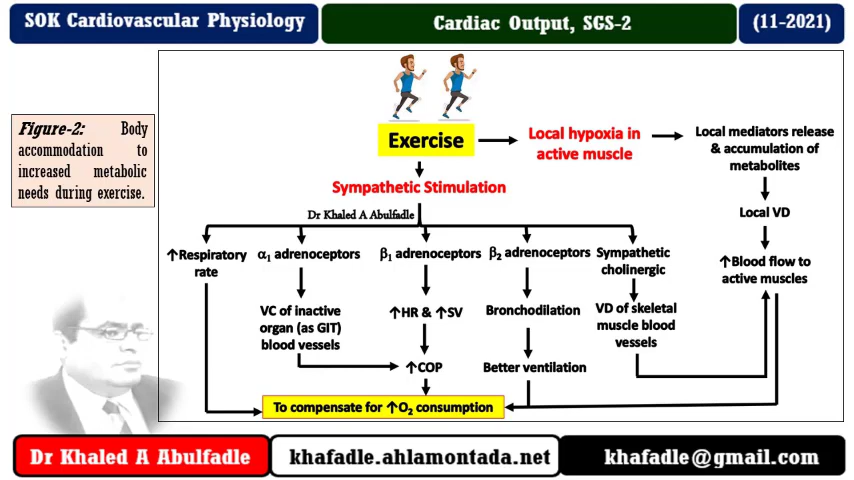 SOK Cardiovascular Physiology
Cardiac Output, SGS-2
(11-2021)
Figure-2: Body
accommodation to
increased metabolic
needs during exercise.
Exercise
Local hypoxia in
active muscle
Local mediators release
& accumulation of
metabolites
Sympathetic Stimulation
Local VD
Dr Khaled A Abulfadle
↑Respiratory
rate
α₁ adrenoceptors
β₁ adrenoceptors
β₂ adrenoceptors
Sympathetic
cholinergic
↑Blood flow to
active muscles
VC of inactive
organ (as GIT)
blood vessels
↑HR & ↑SV
Bronchodilation
VD of skeletal
muscle blood
vessels
↑COP
Better ventilation
To compensate for ↑O₂ consumption
Dr Khaled A Abulfadle
khafadle.ahlamontada.net
khafadle@gmail.com